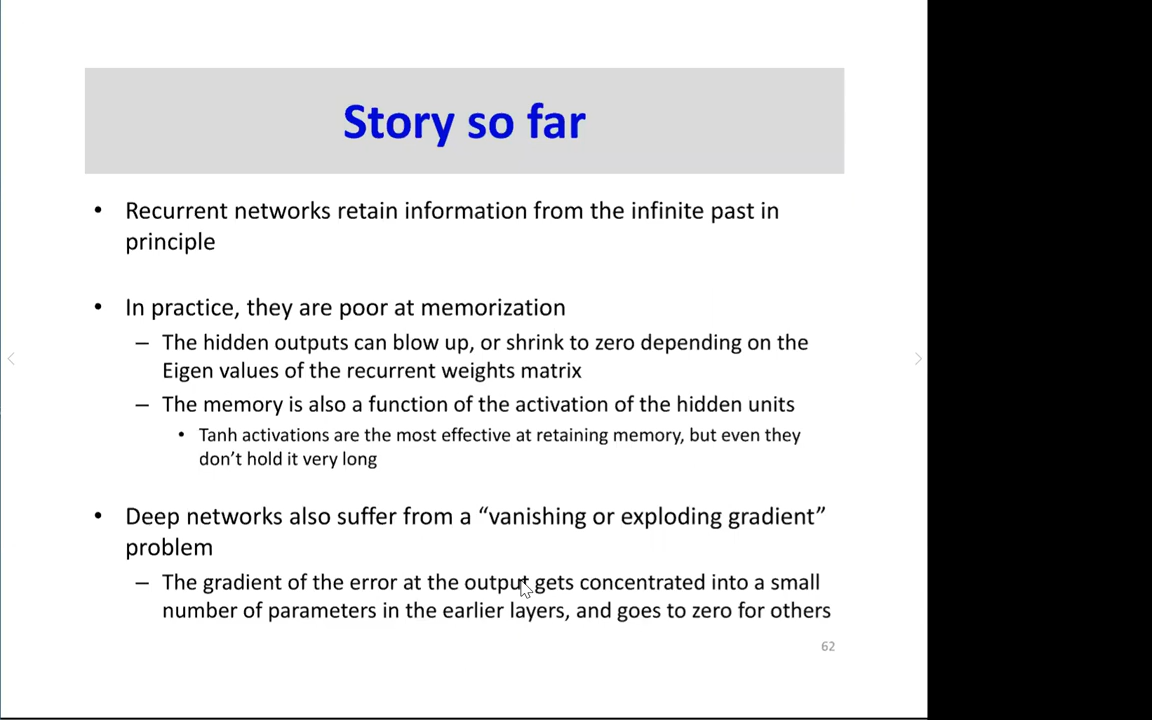 Story so far
• Recurrent networks retain information from the infinite past in
principle
• In practice, they are poor at memorization
– The hidden outputs can blow up, or shrink to zero depending on the
Eigen values of the recurrent weights matrix
– The memory is also a function of the activation of the hidden units
• Tanh activations are the most effective at retaining memory, but even they
don’t hold it very long
• Deep networks also suffer from a “vanishing or exploding gradient”
problem
– The gradient of the error at the output gets concentrated into a small
number of parameters in the earlier layers, and goes to zero for others
62